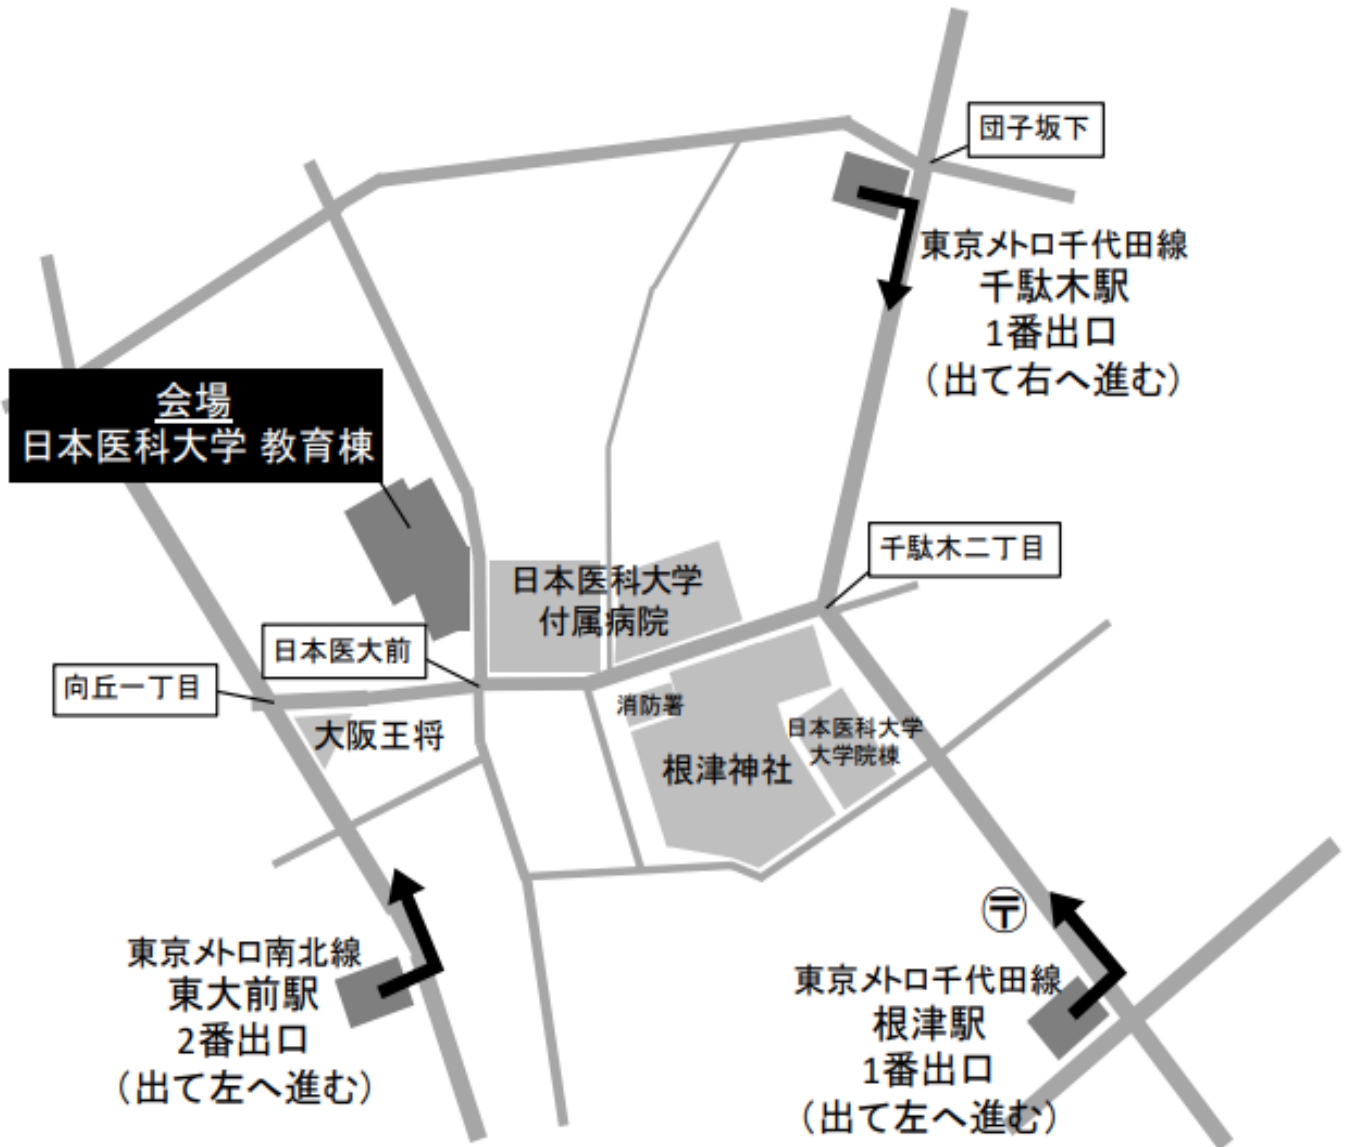 団子坂下
東京メトロ千代田線
千駄木駅
1番出口
（出て右へ進む）
会場
日本医科大学 教育棟
千駄木二丁目
日本医科大学
付属病院
日本医大前
向丘一丁目
消防署
大阪王将
日本医科大学
大学院棟
根津神社
〶
東京メトロ南北線
東大前駅
2番出口
（出て左へ進む）
東京メトロ千代田線
根津駅
1番出口
（出て左へ進む）